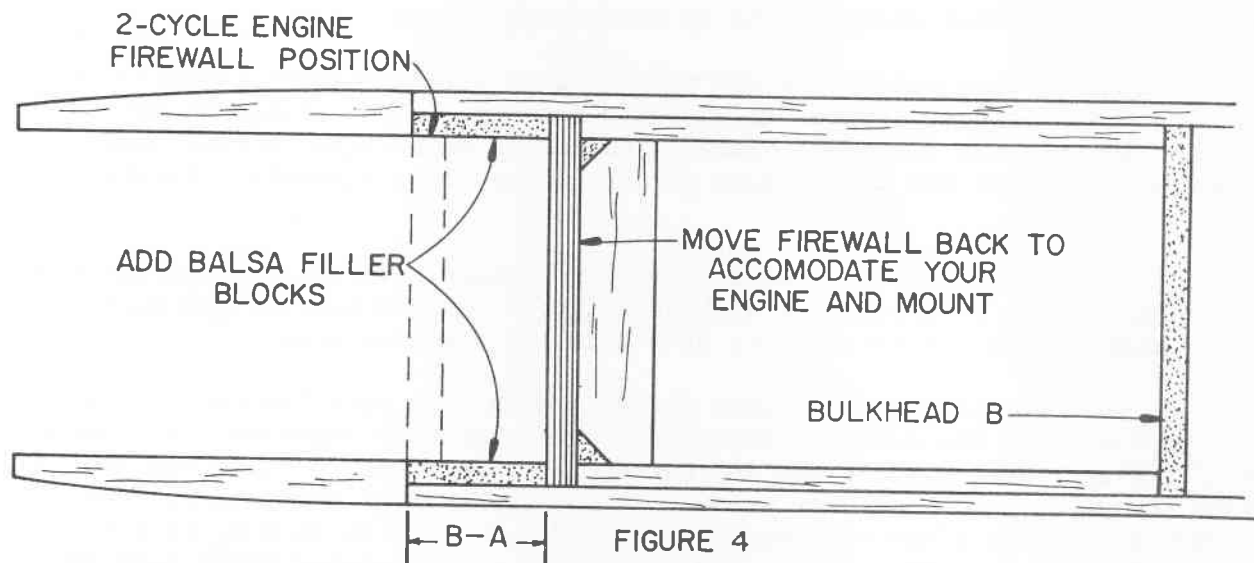 2-CYCLE ENGINE
FIREWALL POSITION
ADD BALSA FILLER
BLOCKS
MOVE FIREWALL BACK TO
ACCOMODATE YOUR
ENGINE AND MOUNT
BULKHEAD B
B-A
FIGURE 4